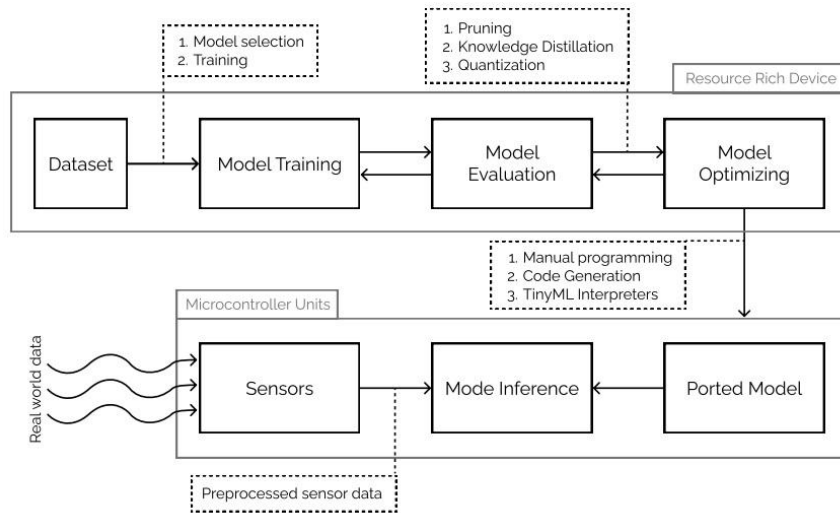 1. Model selection
2. Training
1. Pruning
2. Knowledge Distillation
3. Quantization
Resource Rich Device
Dataset
Model Training
Model
Evaluation
Model
Optimizing
1. Manual programming
2. Code Generation
3. TinyML Interpreters
Microcontroller Units
Real world data
Sensors
Mode Inference
Ported Model
Preprocessed sensor data